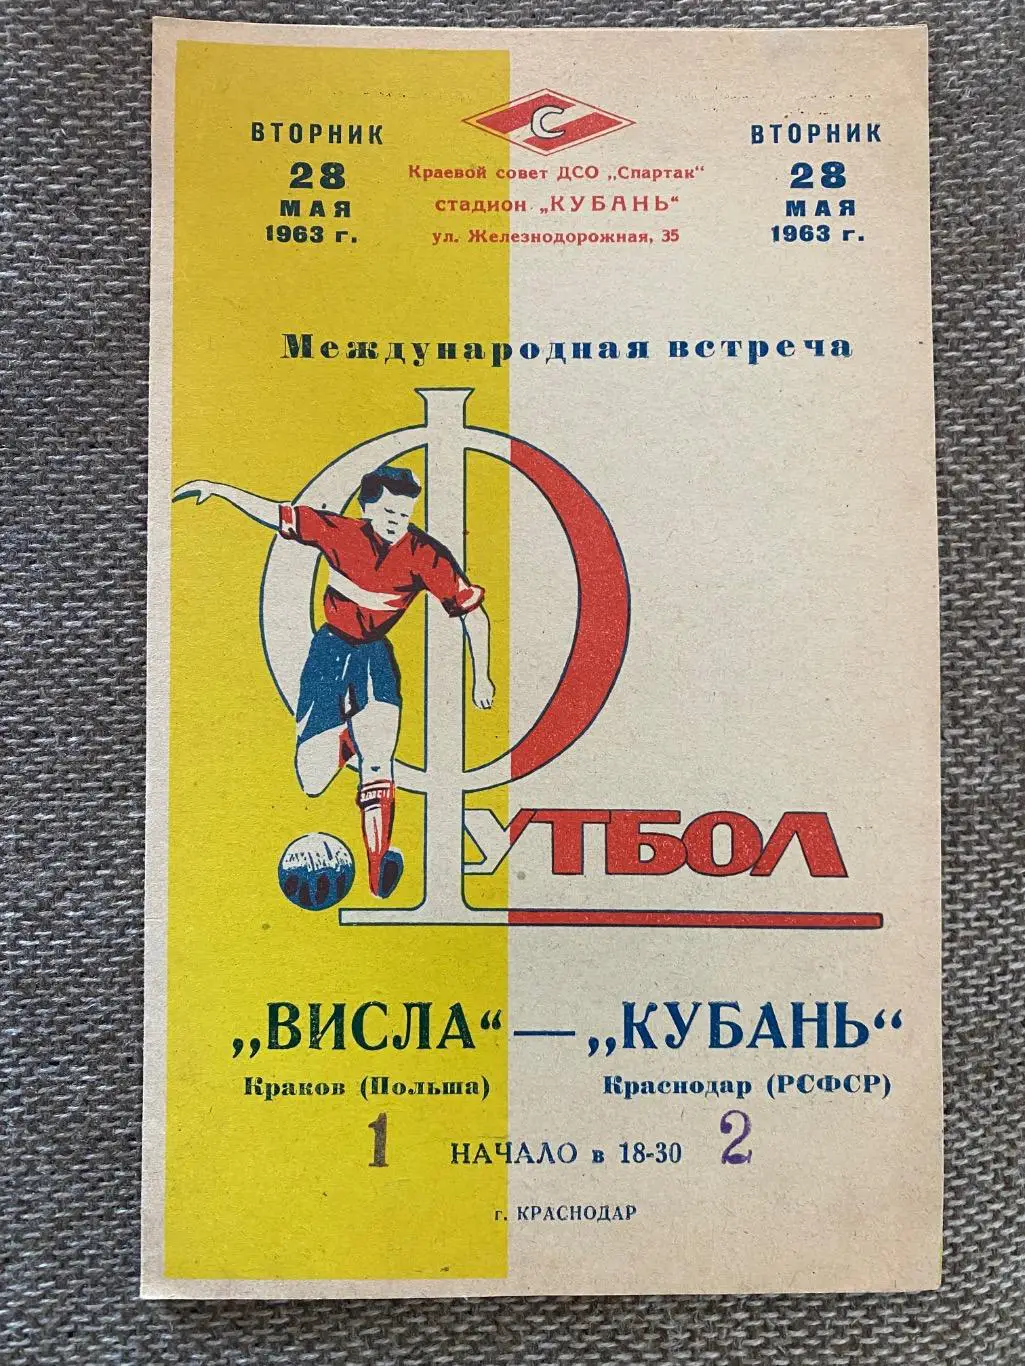 С
ВТОРНИК
28
МАЯ
1963 г.
Краевой совет ДСО „Спартак"
стадион „КУБАНЬ"
ул. Железнодорожная, 35
ВТОРНИК
28
МАЯ
1963 г.
Международная встреча
ФУТБОЛ
„ВИСЛА“ — „КУБАНЬ“
Краков (Польша) Краснодар (РСФСР)
1 НАЧАЛО в 18-30 2
г. КРАСНОДАР